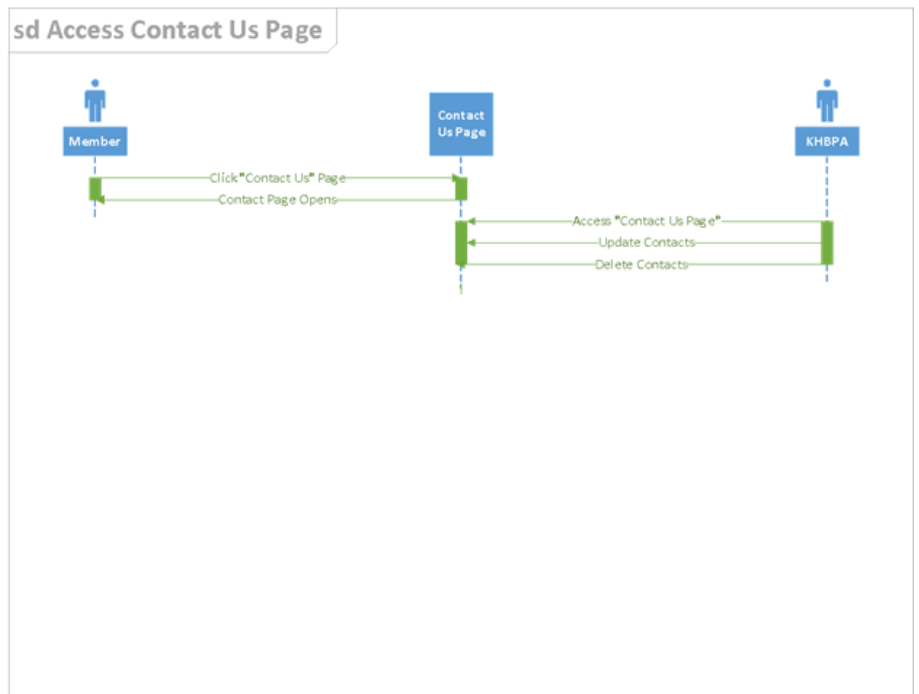 sd Access Contact Us Page
Member
Contact
Us Page
KHBPA
Click "Contact Us" Page
Contact Page Opens
Access "Contact Us Page"
Update Contacts
Delete Contacts